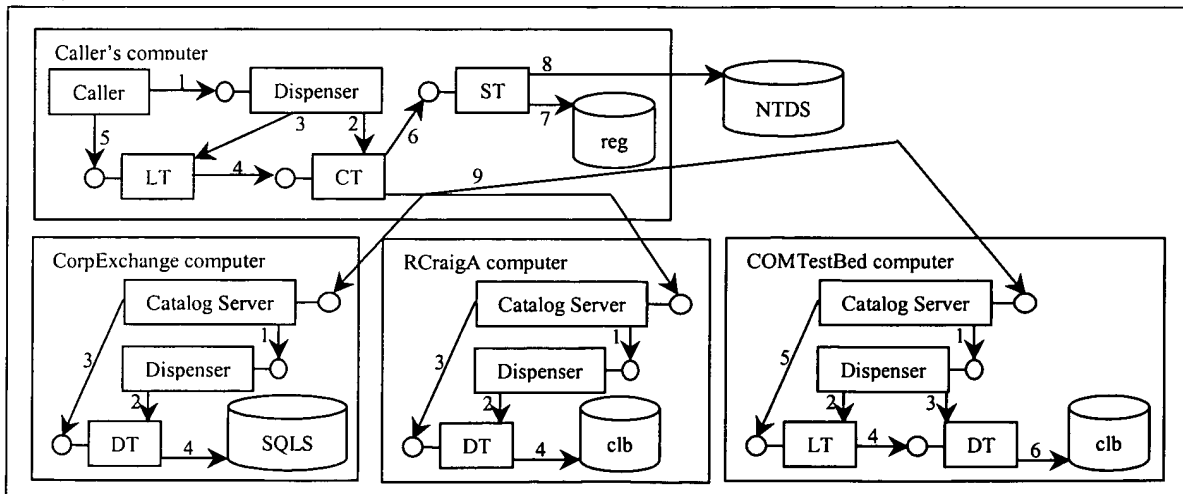 Caller's computer
Caller
1
Dispenser
ST
8
7
NTDS
reg
5
3
2
6
LT
4
CT
9
CorpExchange computer
Catalog Server
1
3
Dispenser
2
DT
4
SQLS
RCraigA computer
Catalog Server
1
3
Dispenser
2
DT
4
clb
COMTestBed computer
Catalog Server
1
5
Dispenser
2
3
LT
4
DT
6
clb